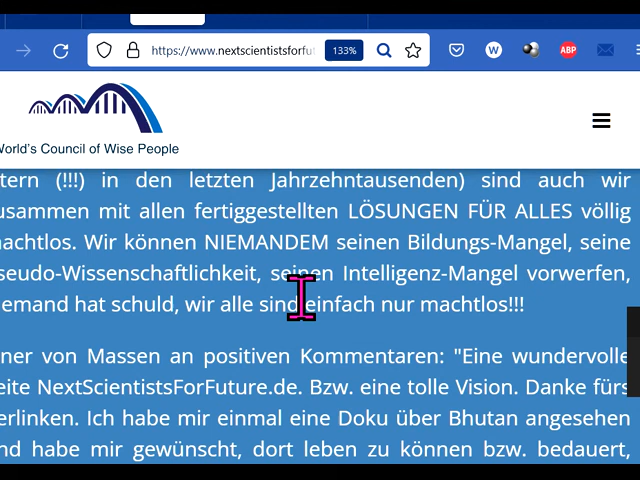 https://www.nextscientistsforfut
133%
W
ABP
World's Council of Wise People
tern (!!!) in den letzten Jahrzehntausenden) sind auch wir
usammen mit allen fertiggestellten LÖSUNGEN FÜR ALLES völlig
machtlos. Wir können NIEMANDEM seinen Bildungs-Mangel, seine
seudo-Wissenschaftlichkeit, seinen Intelligenz-Mangel vorwerfen,
iemand hat schuld, wir alle sind einfach nur machtlos!!!
iner von Massen an positiven Kommentaren: "Eine wundervolle
eite NextScientistsForFuture.de. Bzw. eine tolle Vision. Danke fürs
erlinken. Ich habe mir einmal eine Doku über Bhutan angesehen
nd habe mir gewünscht, dort leben zu können bzw. bedauert,